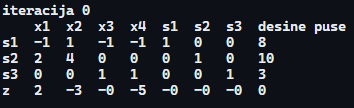 iteracija 0
x1 x2 x3 x4 s1 s2 s3 desine puse
s1 -1 1 -1 -1 1 0 0 8
s2 2 4 0 0 0 1 0 10
s3 0 0 1 1 0 0 1 3
z 2 -3 -0 -5 -0 -0 -0 0